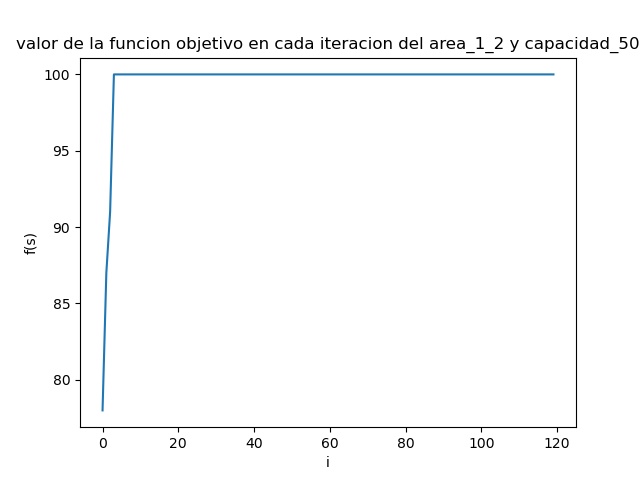 valor de la funcion objetivo en cada iteracion del area_1_2 y capacidad_50
100
95
90
85
80
f(s)
0 20 40 60 80 100 120
i